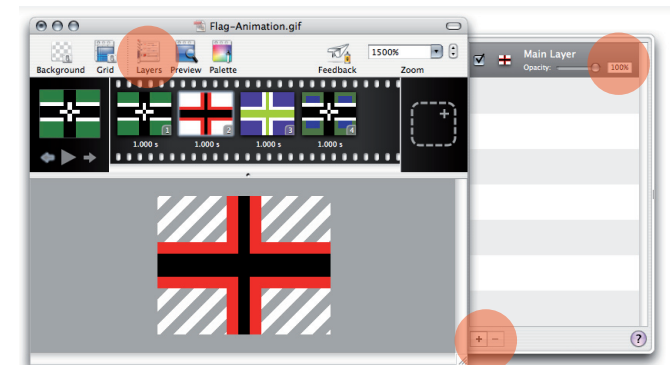 Flag-Animation.gif
Background Grid Layers Preview Palette Feedback Zoom
1500%
1 2 3 4
1.000 s 1.000 s 1.000 s 1.000 s
Main Layer
Opacity: 100%
+ −
?